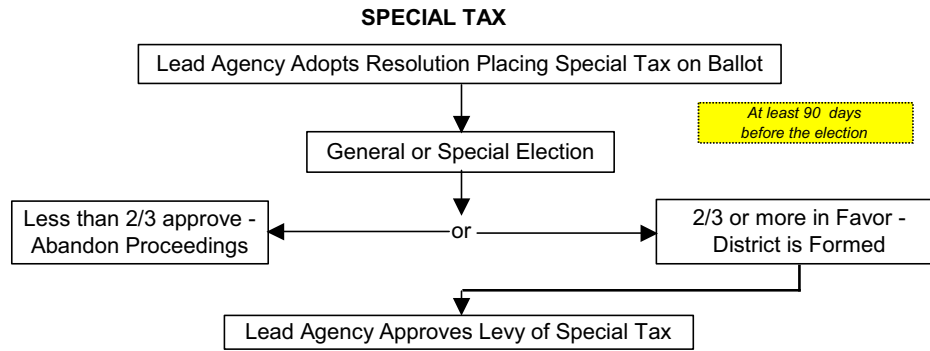 SPECIAL TAX
Lead Agency Adopts Resolution Placing Special Tax on Ballot
At least 90 days
before the election
General or Special Election
Less than 2/3 approve -
Abandon Proceedings
or
2/3 or more in Favor -
District is Formed
Lead Agency Approves Levy of Special Tax